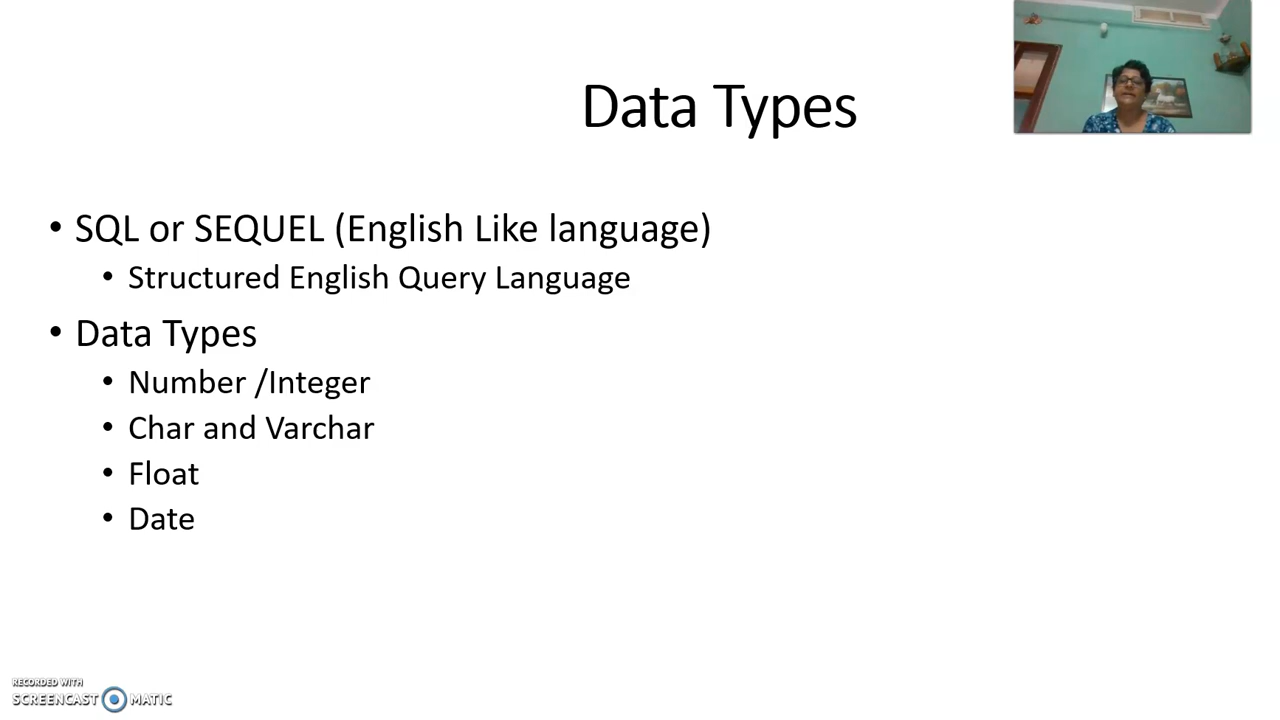 Data Types
• SQL or SEQUEL (English Like language)
• Structured English Query Language
• Data Types
• Number /Integer
• Char and Varchar
• Float
• Date
RECORDED WITH
SCREENCAST MATIC